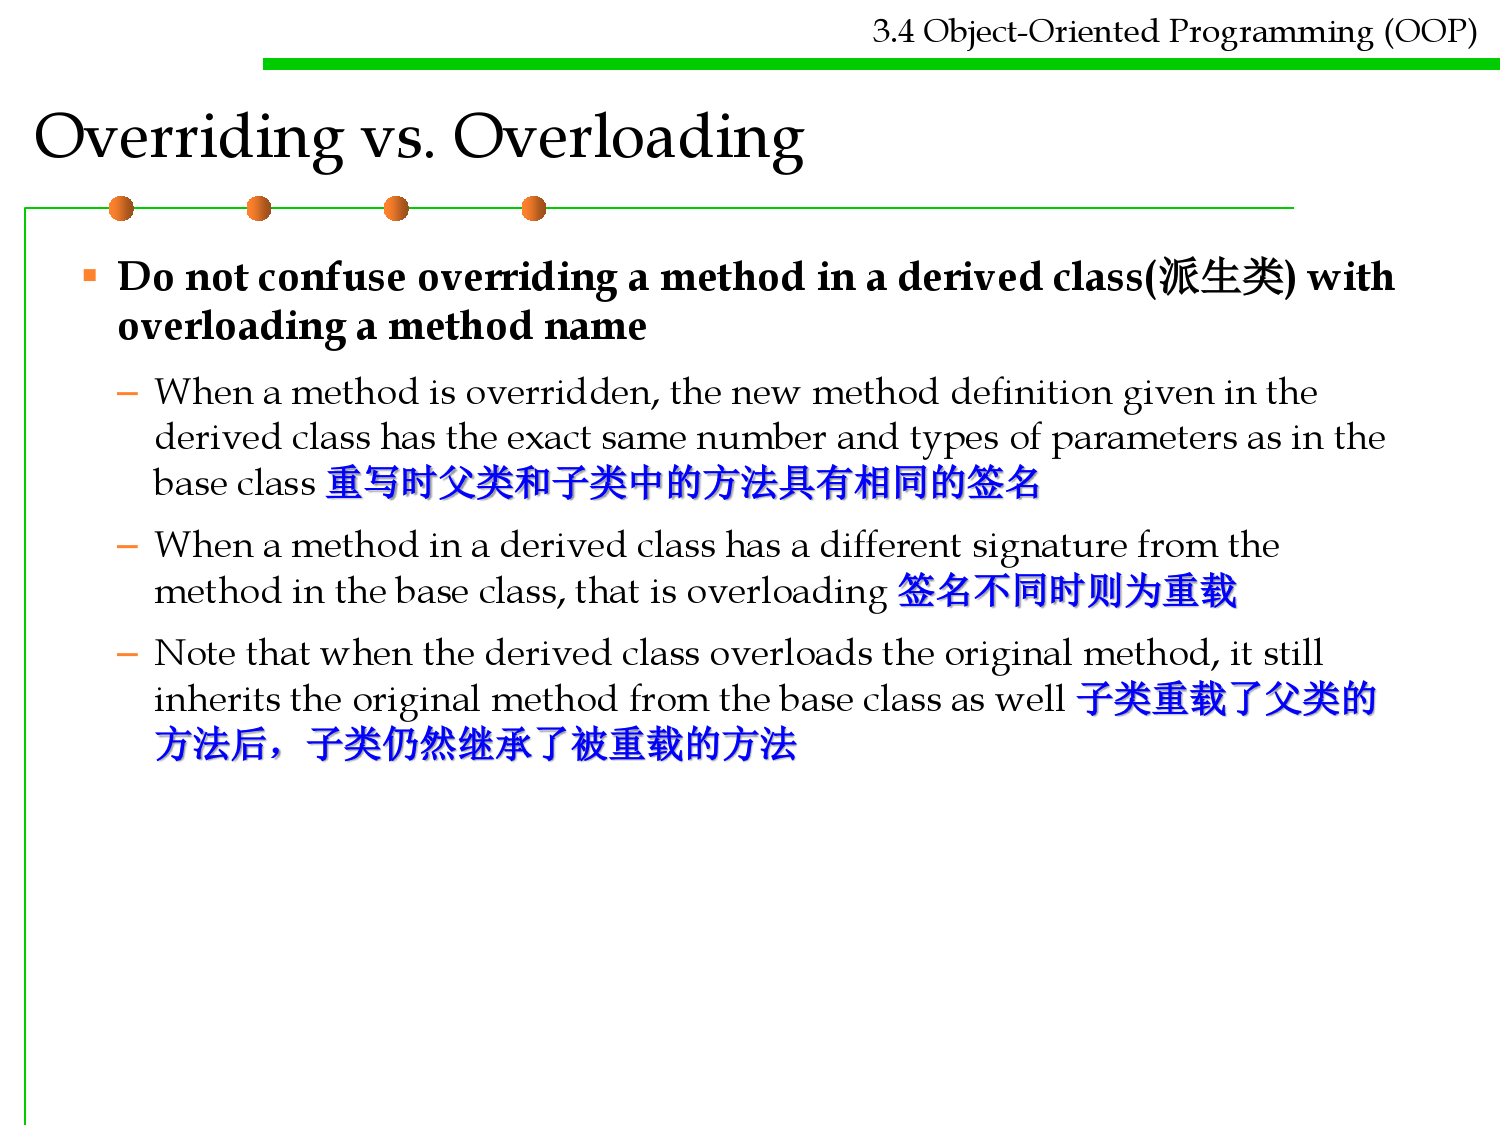 3.4 Object-Oriented Programming (OOP)
Overriding vs. Overloading
▪ Do not confuse overriding a method in a derived class(派生类) with
overloading a method name
– When a method is overridden, the new method definition given in the
derived class has the exact same number and types of parameters as in the
base class 重写时父类和子类中的方法具有相同的签名
– When a method in a derived class has a different signature from the
method in the base class, that is overloading 签名不同时则为重载
– Note that when the derived class overloads the original method, it still
inherits the original method from the base class as well 子类重载了父类的
方法后，子类仍然继承了被重载的方法